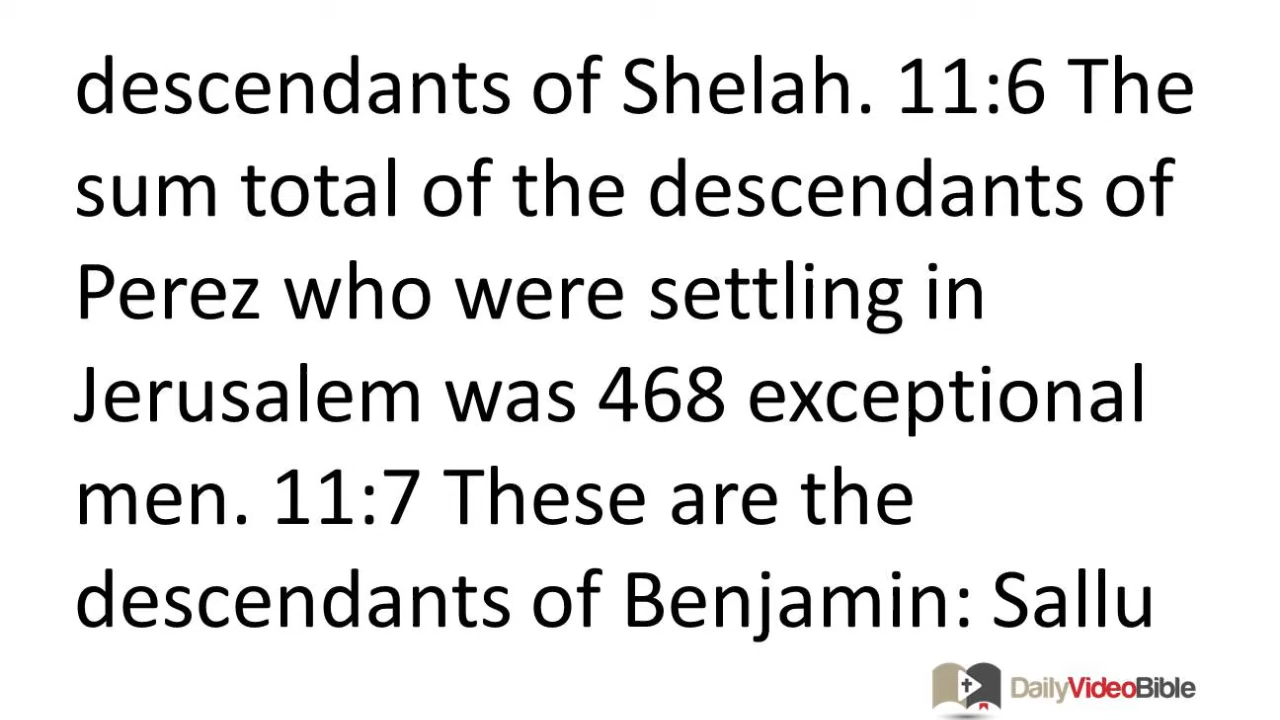 descendants of Shelah. 11:6 The
sum total of the descendants of
Perez who were settling in
Jerusalem was 468 exceptional
men. 11:7 These are the
descendants of Benjamin: Sallu
DailyVideoBible